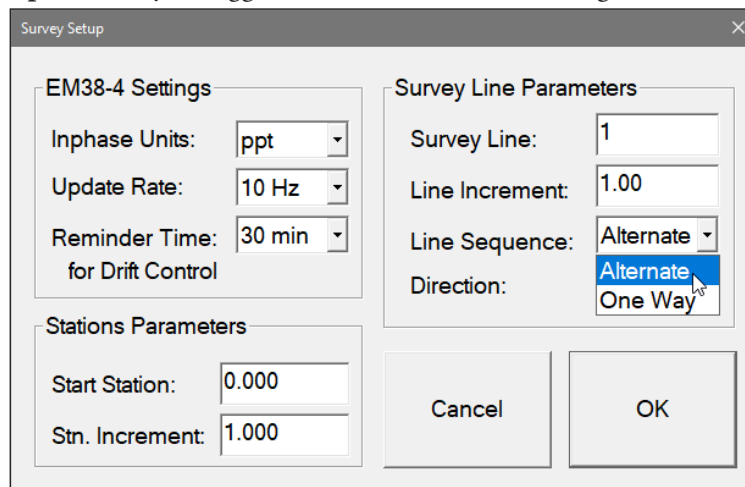 Survey Setup
EM38-4 Settings
Inphase Units: ppt
Update Rate: 10 Hz
Reminder Time: 30 min
for Drift Control
Stations Parameters
Start Station: 0.000
Stn. Increment: 1.000
Survey Line Parameters
Survey Line: 1
Line Increment: 1.00
Line Sequence: Alternate
Alternate
One Way
Direction:
Cancel
OK